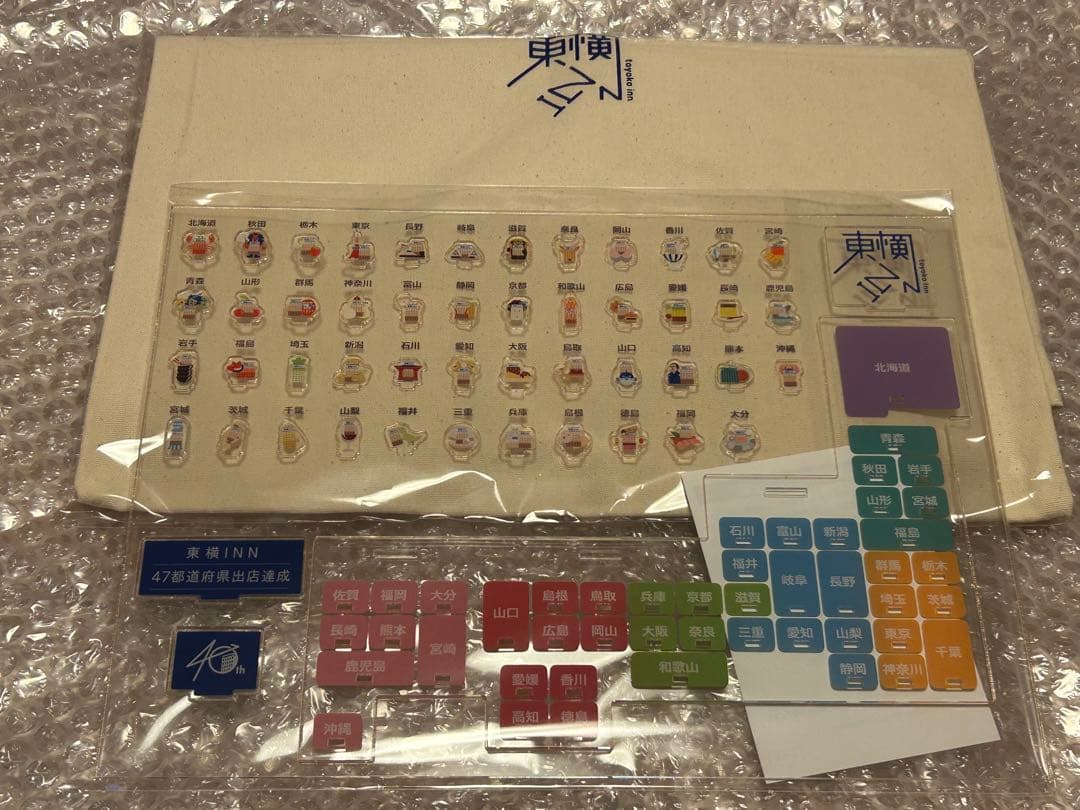 東横INN
toyoko inn
北海道 秋田 栃木 東京 長野 岐阜 滋賀 奈良 岡山 香川 佐賀 宮崎
東横INN
toyoko inn
青森 山形 群馬 神奈川 富山 静岡 京都 和歌山 広島 愛媛 長崎 鹿児島
岩手 福島 埼玉 新潟 石川 愛知 大阪 鳥取 山口 高知 熊本 沖縄
宮城 茨城 千葉 山梨 福井 三重 兵庫 島根 徳島 福岡 大分
北海道
青森
秋田 岩手
山形 宮城
石川 富山 新潟 福島
福井 岐阜 長野 群馬 栃木
東横INN
47都道府県出店達成
佐賀 福岡 大分 山口 島根 鳥取 兵庫 京都 滋賀 埼玉 茨城
長崎 熊本 宮崎 広島 岡山 大阪 奈良 三重 愛知 山梨 東京 千葉
鹿児島 愛媛 香川 和歌山 静岡 神奈川
40th
高知 徳島
沖縄